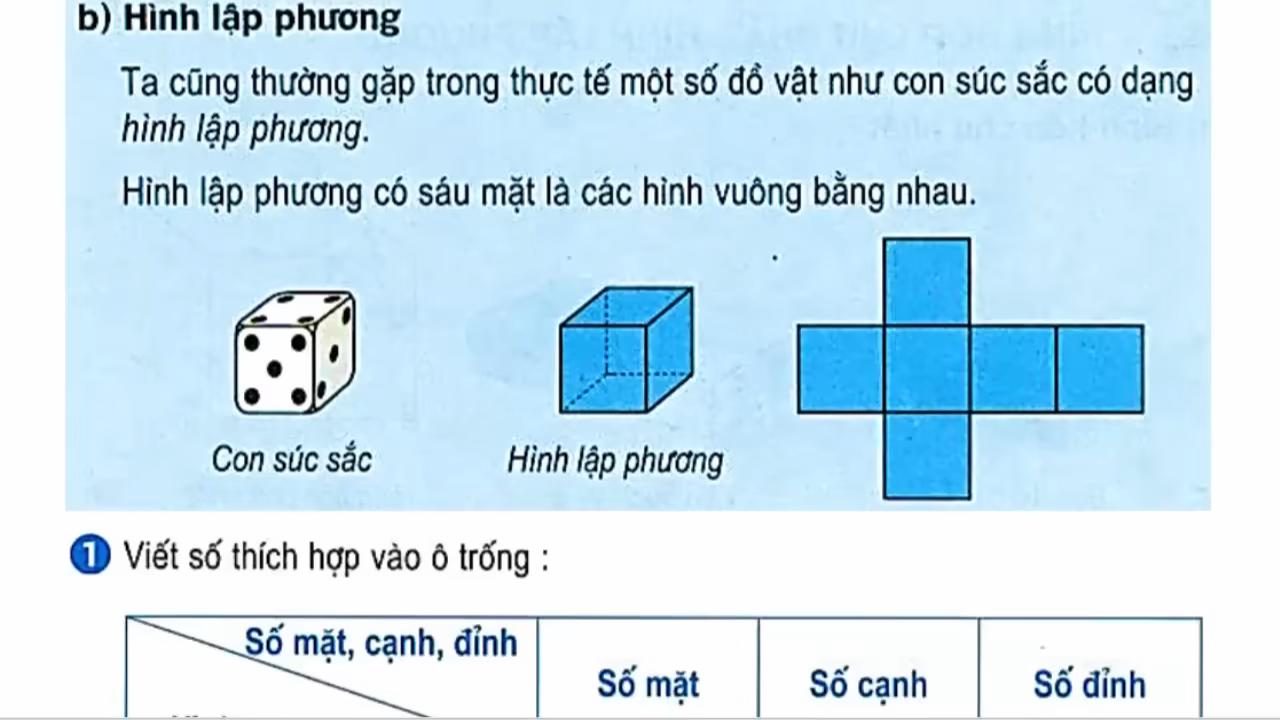 b) Hình lập phương
Ta cũng thường gặp trong thực tế một số đồ vật như con súc sắc có dạng
hình lập phương.
Hình lập phương có sáu mặt là các hình vuông bằng nhau.
Con súc sắc
Hình lập phương
1 Viết số thích hợp vào ô trống :
Số mặt, cạnh, đỉnh
Số mặt
Số cạnh
Số đỉnh